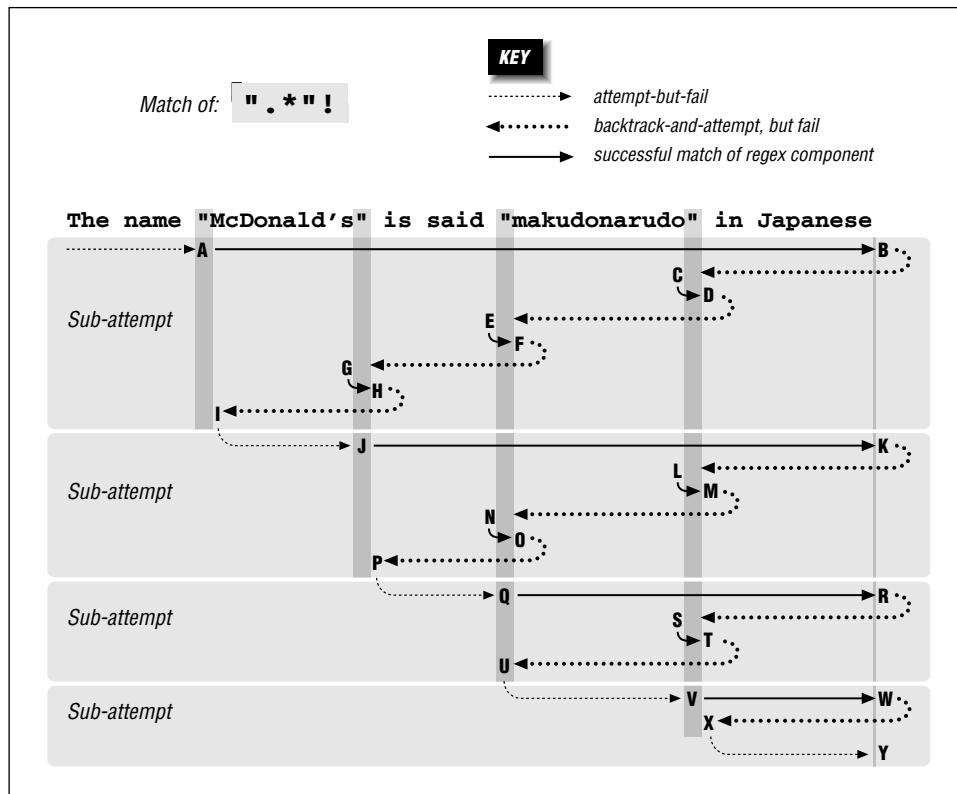 KEY
Match of: ".*"!
attempt-but-fail
backtrack-and-attempt, but fail
successful match of regex component
The name "McDonald’s" is said "makudonarudo" in Japanese
A B
C
D
Sub-attempt
E
F
G
H
I
J K
L
Sub-attempt
M
N
O
P
Q R
Sub-attempt
S
T
U
V W
Sub-attempt
X
Y